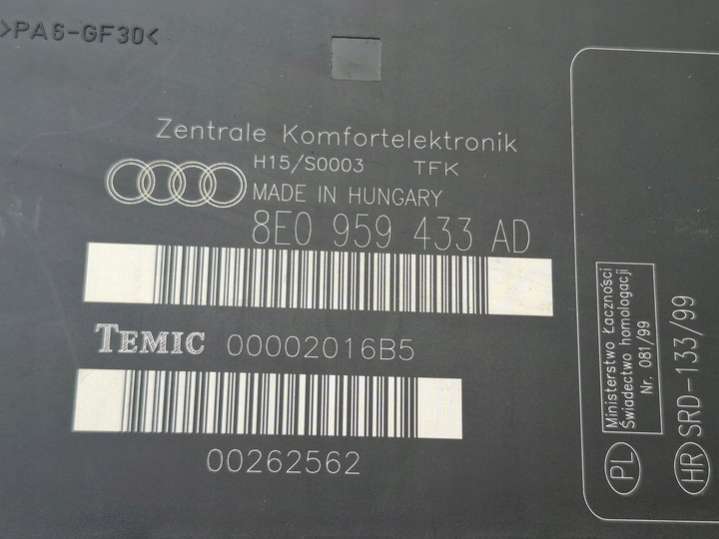 >PA6-GF30<
Zentrale Komfortelektronik
H15/S0003 TFK
MADE IN HUNGARY
8E0 959 433 AD
TEMIC 00002016B5
00262562
PL
Ministerstwo Łaczności
Świadectwo homologacji
Nr. 081/99
HR SRD-133/99